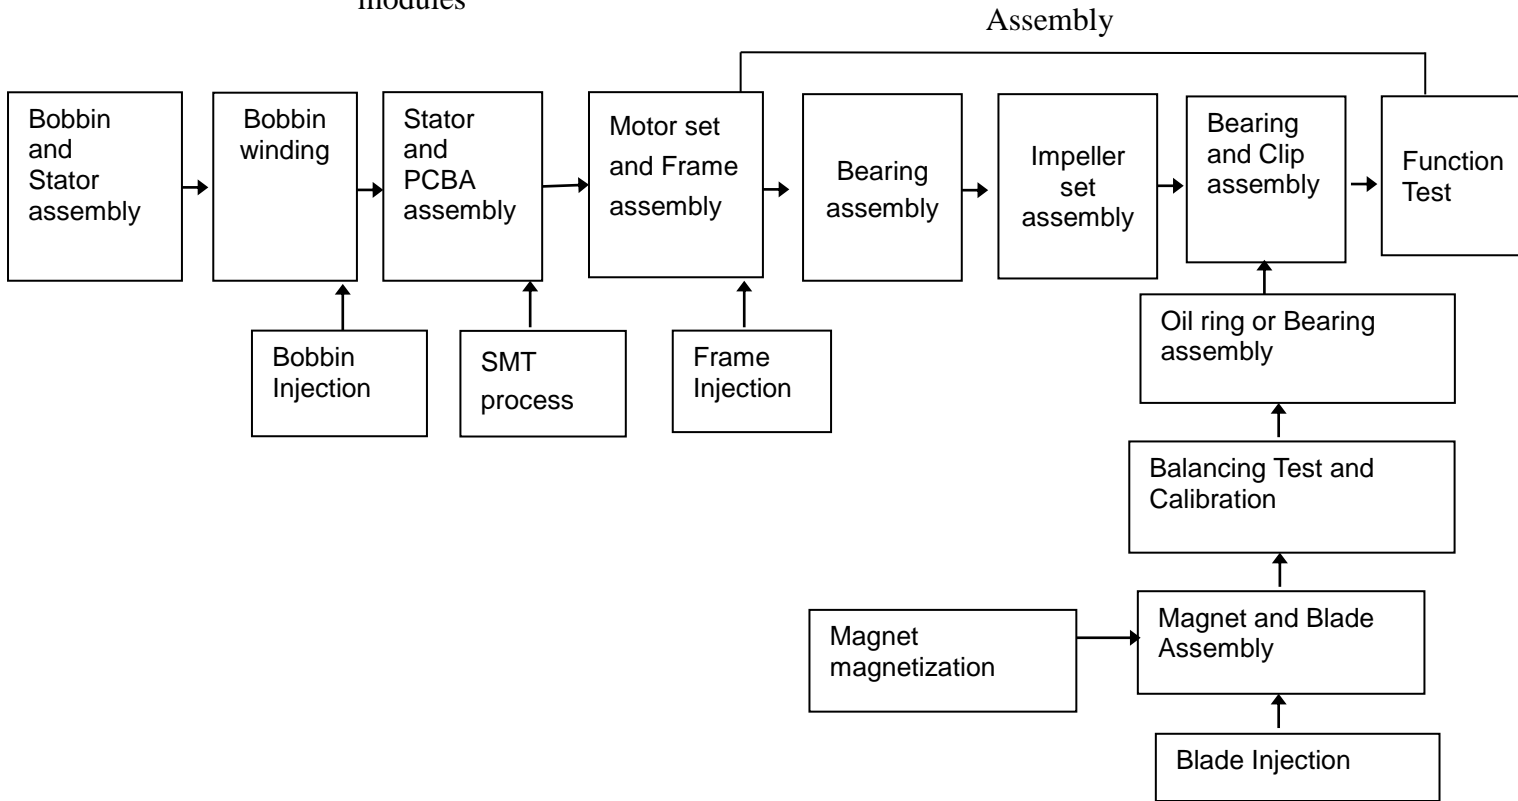 modules
Assembly
Bobbin
and
Stator
assembly
Bobbin
winding
Stator
and
PCBA
assembly
Motor set
and Frame
assembly
Bearing
assembly
Impeller
set
assembly
Bearing
and Clip
assembly
Function
Test
Bobbin
Injection
SMT
process
Frame
Injection
Oil ring or Bearing
assembly
Balancing Test and
Calibration
Magnet
magnetization
Magnet and Blade
Assembly
Blade Injection